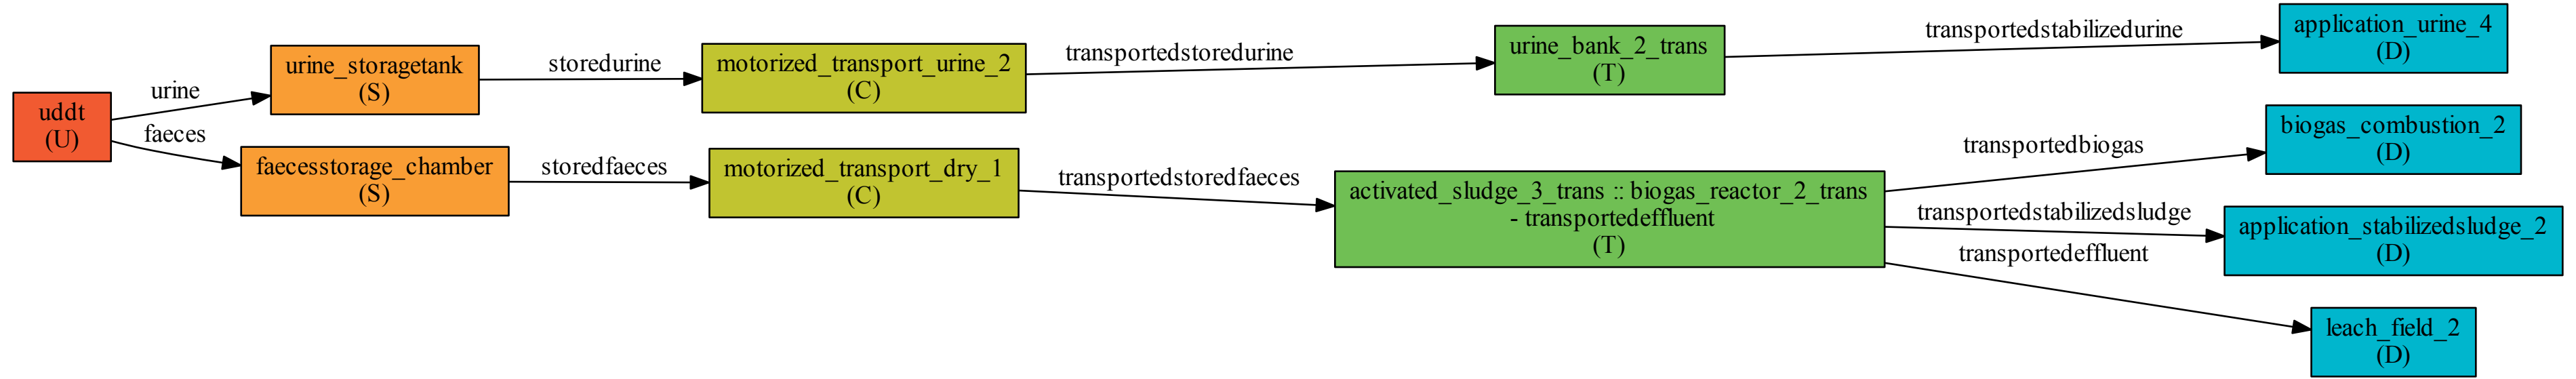 uddt
(U)
urine
faeces
urine_storagetank
(S)
faecesstorage_chamber
(S)
storedurine
storedfaeces
motorized_transport_urine_2
(C)
motorized_transport_dry_1
(C)
transportedstoredurine
transportedstoredfaeces
urine_bank_2_trans
(T)
activated_sludge_3_trans :: biogas_reactor_2_trans
- transportedeffluent
(T)
transportedstabilizedurine
transportedbiogas
transportedstabilizedsludge
transportedeffluent
application_urine_4
(D)
biogas_combustion_2
(D)
application_stabilizedsludge_2
(D)
leach_field_2
(D)